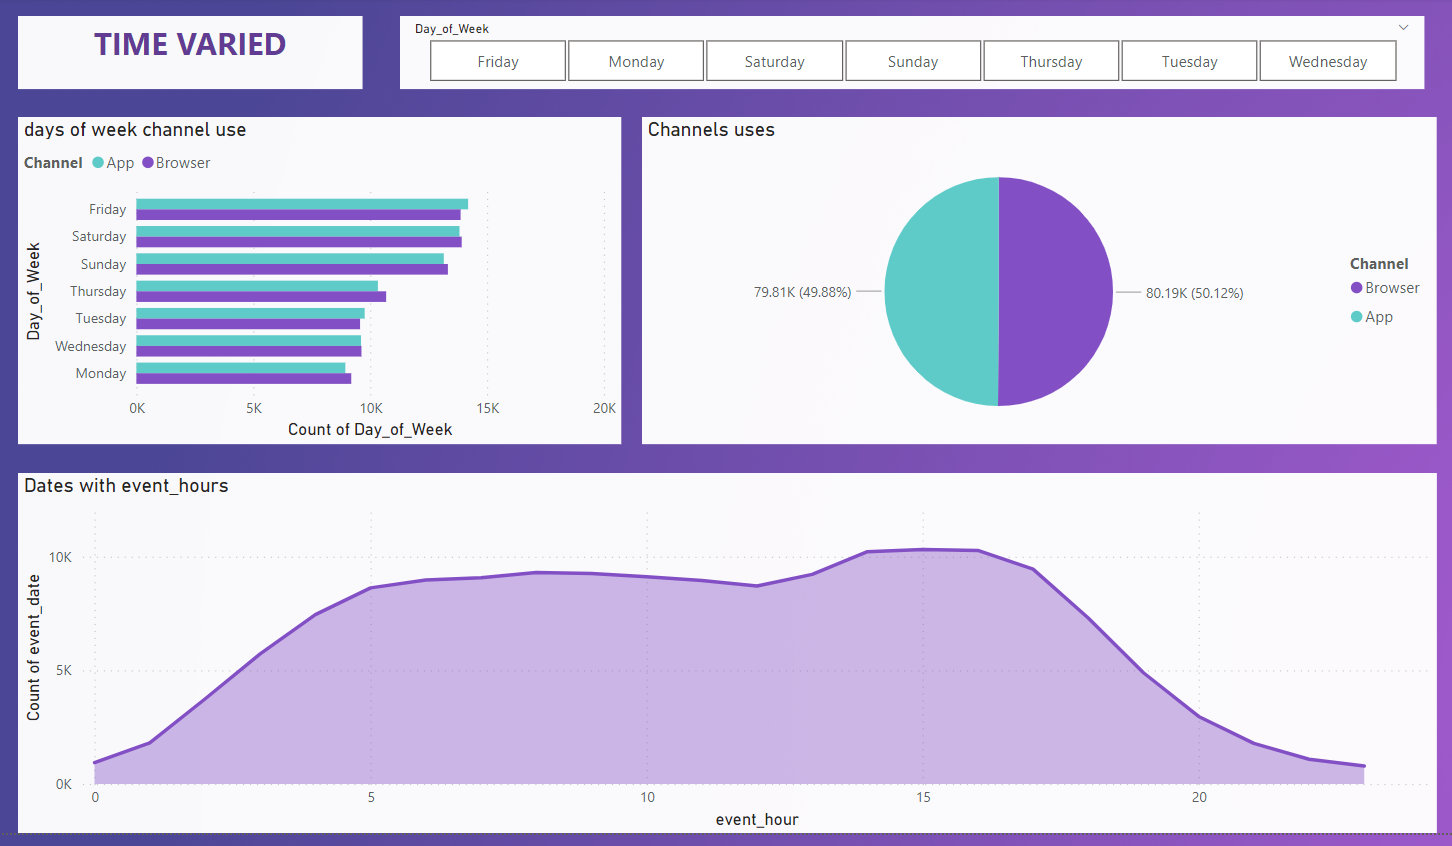 TIME VARIED
Day_of_Week
Friday Monday Saturday Sunday Thursday Tuesday Wednesday
days of week channel use
Channel App Browser
Day_of_Week
Friday
Saturday
Sunday
Thursday
Tuesday
Wednesday
Monday
0K 5K 10K 15K 20K
Count of Day_of_Week
Channels uses
79.81K (49.88%)
80.19K (50.12%)
Channel
Browser
App
Dates with event_hours
Count of event_date
10K
5K
0K
0 5 10 15 20
event_hour